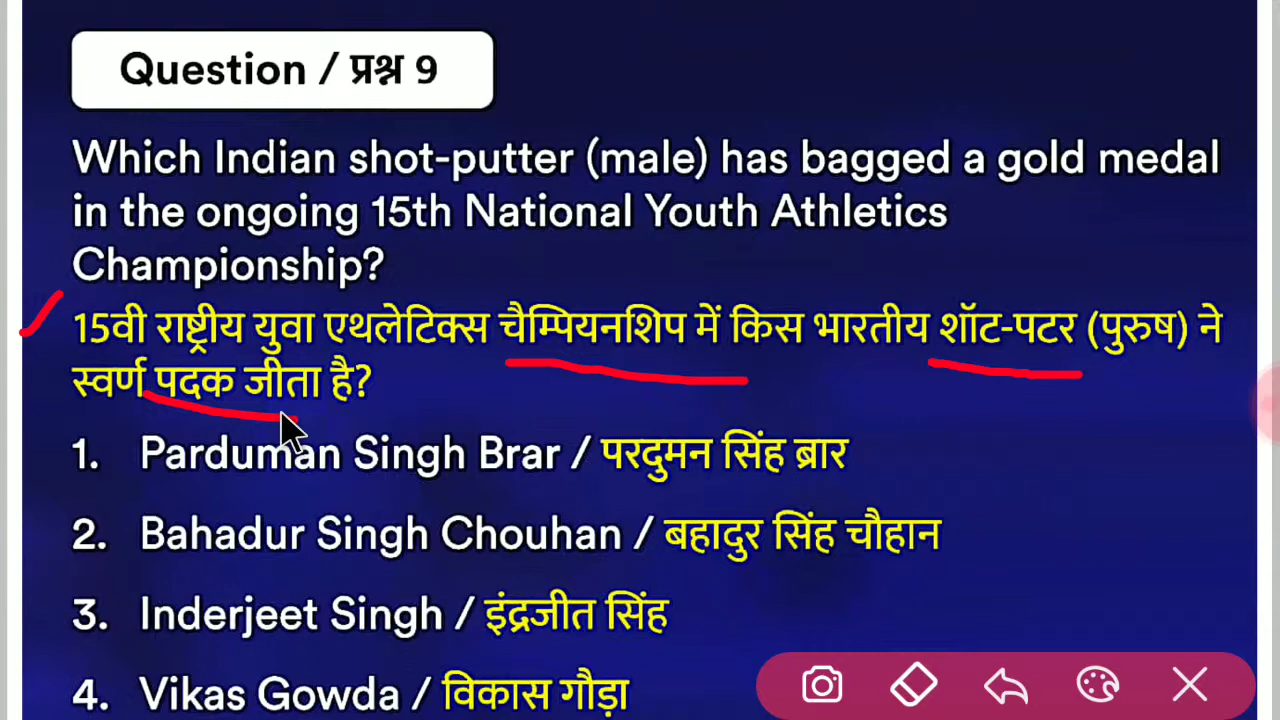 Question / प्रश्न 9
Which Indian shot-putter (male) has bagged a gold medal
in the ongoing 15th National Youth Athletics
Championship?
15वी राष्ट्रीय युवा एथलेटिक्स चैम्पियनशिप में किस भारतीय शॉट-पटर (पुरुष) ने
स्वर्ण पदक जीता है?
1. Parduman Singh Brar / परदुमन सिंह ब्रार
2. Bahadur Singh Chouhan / बहादुर सिंह चौहान
3. Inderjeet Singh / इंद्रजीत सिंह
4. Vikas Gowda / विकास गौड़ा